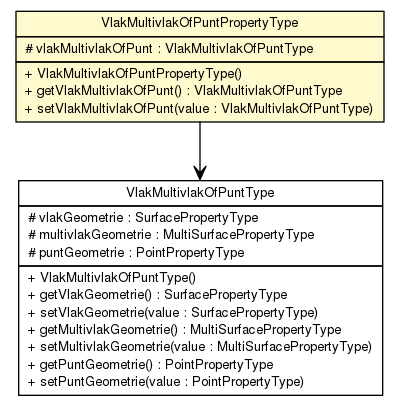 VlakMultivlakOfPuntPropertyType
# vlakMultivlakOfPunt : VlakMultivlakOfPuntType
+ VlakMultivlakOfPuntPropertyType()
+ getVlakMultivlakOfPunt() : VlakMultivlakOfPuntType
+ setVlakMultivlakOfPunt(value : VlakMultivlakOfPuntType)
VlakMultivlakOfPuntType
# vlakGeometrie : SurfacePropertyType
# multivlakGeometrie : MultiSurfacePropertyType
# puntGeometrie : PointPropertyType
+ VlakMultivlakOfPuntType()
+ getVlakGeometrie() : SurfacePropertyType
+ setVlakGeometrie(value : SurfacePropertyType)
+ getMultivlakGeometrie() : MultiSurfacePropertyType
+ setMultivlakGeometrie(value : MultiSurfacePropertyType)
+ getPuntGeometrie() : PointPropertyType
+ setPuntGeometrie(value : PointPropertyType)